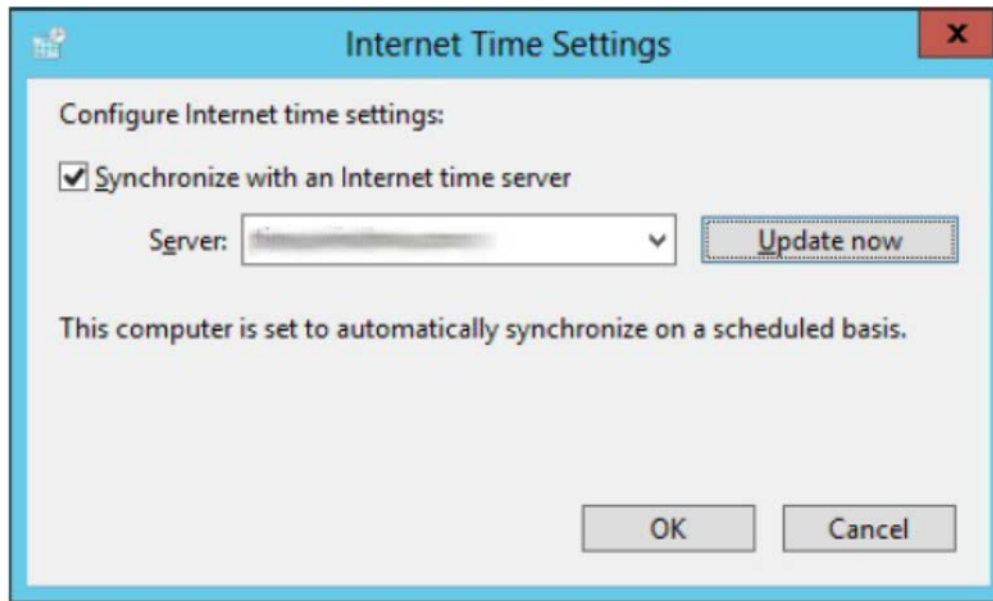 Internet Time Settings
x
Configure Internet time settings:
Synchronize with an Internet time server
Server:
Update now
This computer is set to automatically synchronize on a scheduled basis.
OK Cancel